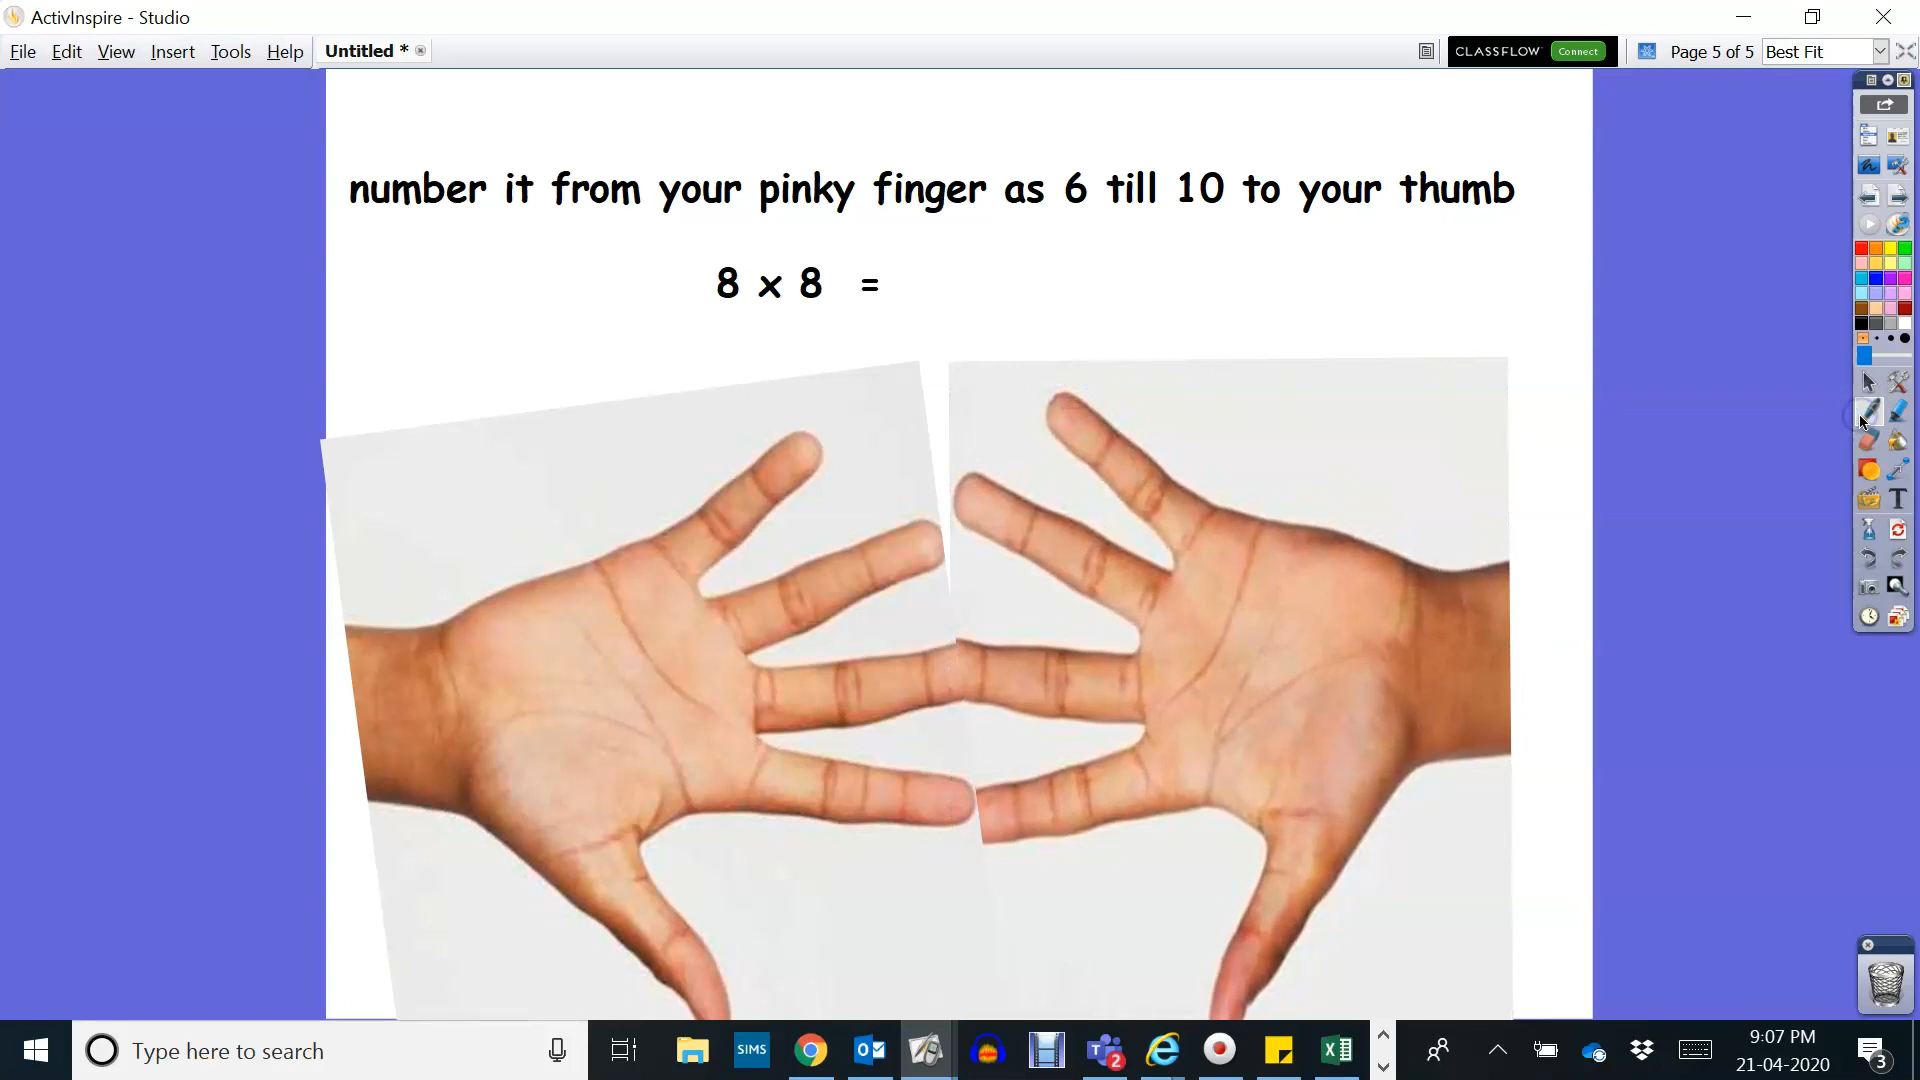 ActivInspire - Studio
File Edit View Insert Tools Help Untitled * CLASSFLOW Connect Page 5 of 5 Best Fit
number it from your pinky finger as 6 till 10 to your thumb
8 x 8 =
T
Type here to search SIMS 2 9:07 PM
21-04-2020 3